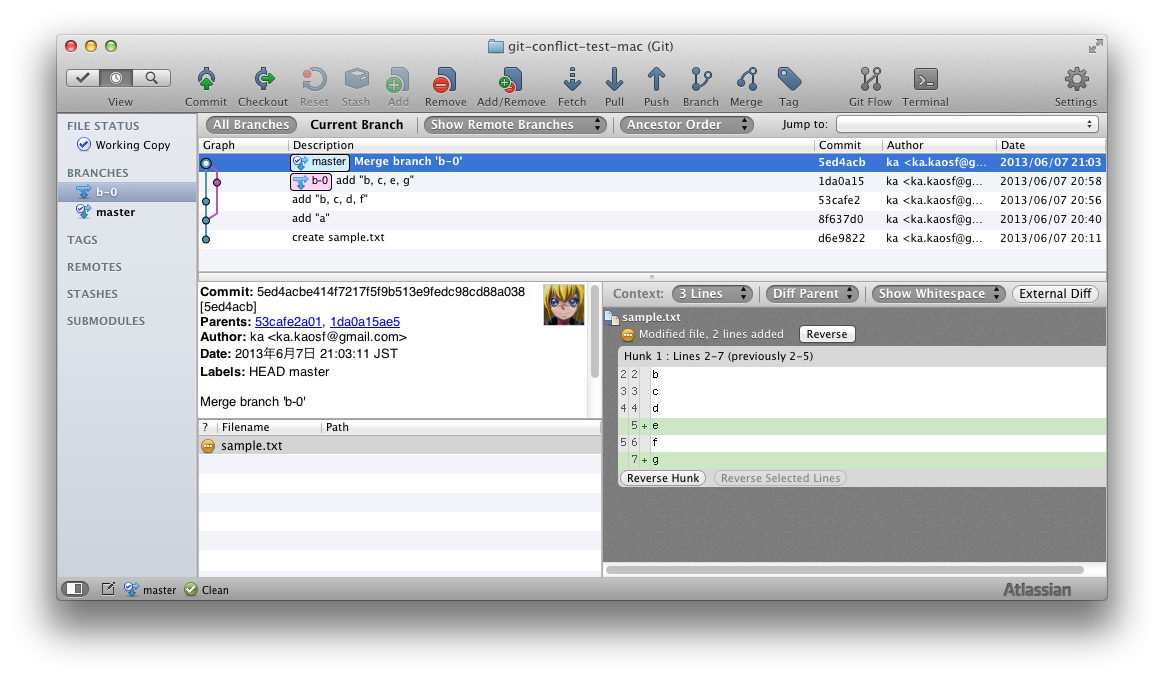 git-conflict-test-mac (Git)
View Commit Checkout Reset Stash Add Remove Add/Remove Fetch Pull Push Branch Merge Tag Git Flow Terminal Settings
FILE STATUS
Working Copy
BRANCHES
b-0
master
TAGS
REMOTES
STASHES
SUBMODULES
All Branches Current Branch Show Remote Branches Ancestor Order Jump to:
Graph Description Commit Author Date
master Merge branch 'b-0' 5ed4acb ka <ka.kaosf@g... 2013/06/07 21:03
b-0 add "b, c, e, g" 1da0a15 ka <ka.kaosf@g... 2013/06/07 20:58
add "b, c, d, f" 53cafe2 ka <ka.kaosf@g... 2013/06/07 20:56
add "a" 8f637d0 ka <ka.kaosf@g... 2013/06/07 20:40
create sample.txt d6e9822 ka <ka.kaosf@g... 2013/06/07 20:11
Commit: 5ed4acbe414f7217f5f9b513e9fedc98cd88a038
[5ed4acb]
Parents: 53cafe2a01, 1da0a15ae5
Author: ka <ka.kaosf@gmail.com>
Date: 2013年6月7日 21:03:11 JST
Labels: HEAD master
Merge branch 'b-0'
? Filename Path
sample.txt
Context: 3 Lines Diff Parent Show Whitespace External Diff
sample.txt
Modified file, 2 lines added Reverse
Hunk 1 : Lines 2-7 (previously 2-5)
2 2 b
3 3 c
4 4 d
5 + e
5 6 f
7 + g
Reverse Hunk Reverse Selected Lines
master Clean
Atlassian